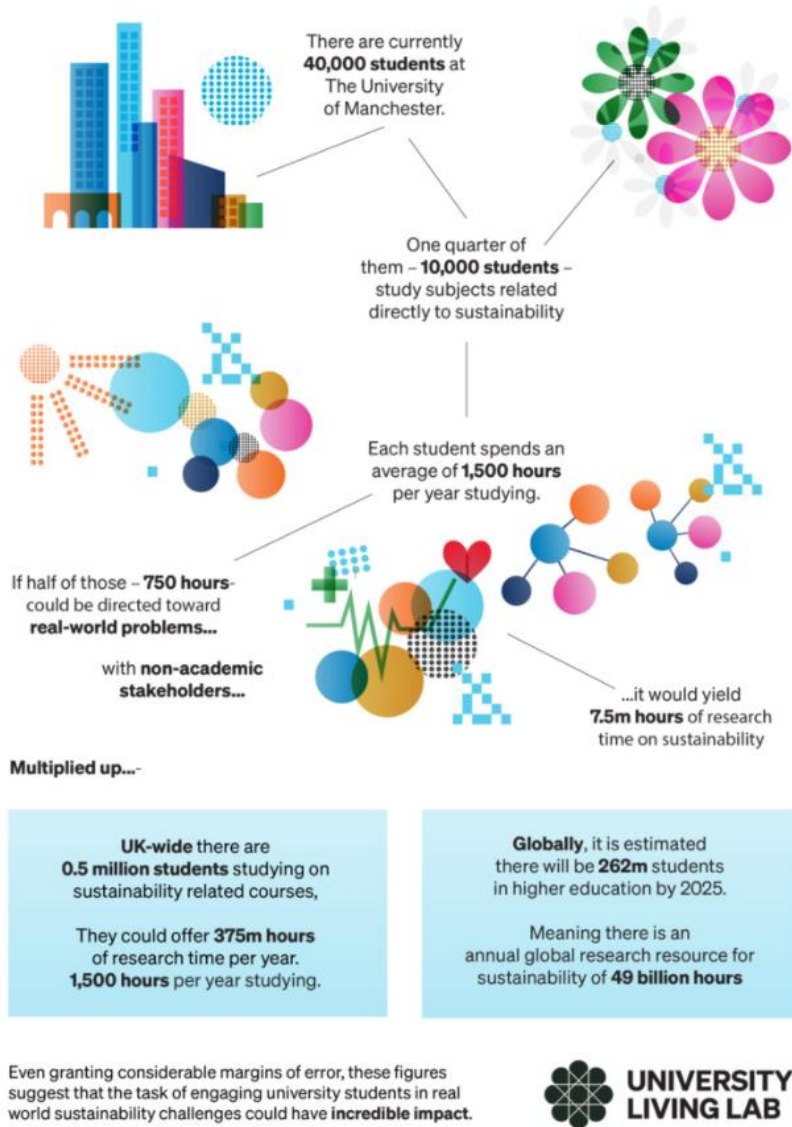 There are currently
40,000 students at
The University
of Manchester.
One quarter of
them – 10,000 students –
study subjects related
directly to sustainability
Each student spends an
average of 1,500 hours
per year studying.
If half of those – 750 hours-
could be directed toward
real-world problems...
with non-academic
stakeholders...
...it would yield
7.5m hours of research
time on sustainability
Multiplied up...-
UK-wide there are
0.5 million students studying on
sustainability related courses,
They could offer 375m hours
of research time per year.
1,500 hours per year studying.
Globally, it is estimated
there will be 262m students
in higher education by 2025.
Meaning there is an
annual global research resource for
sustainability of 49 billion hours
Even granting considerable margins of error, these figures
suggest that the task of engaging university students in real
world sustainability challenges could have incredible impact.
UNIVERSITY
LIVING LAB